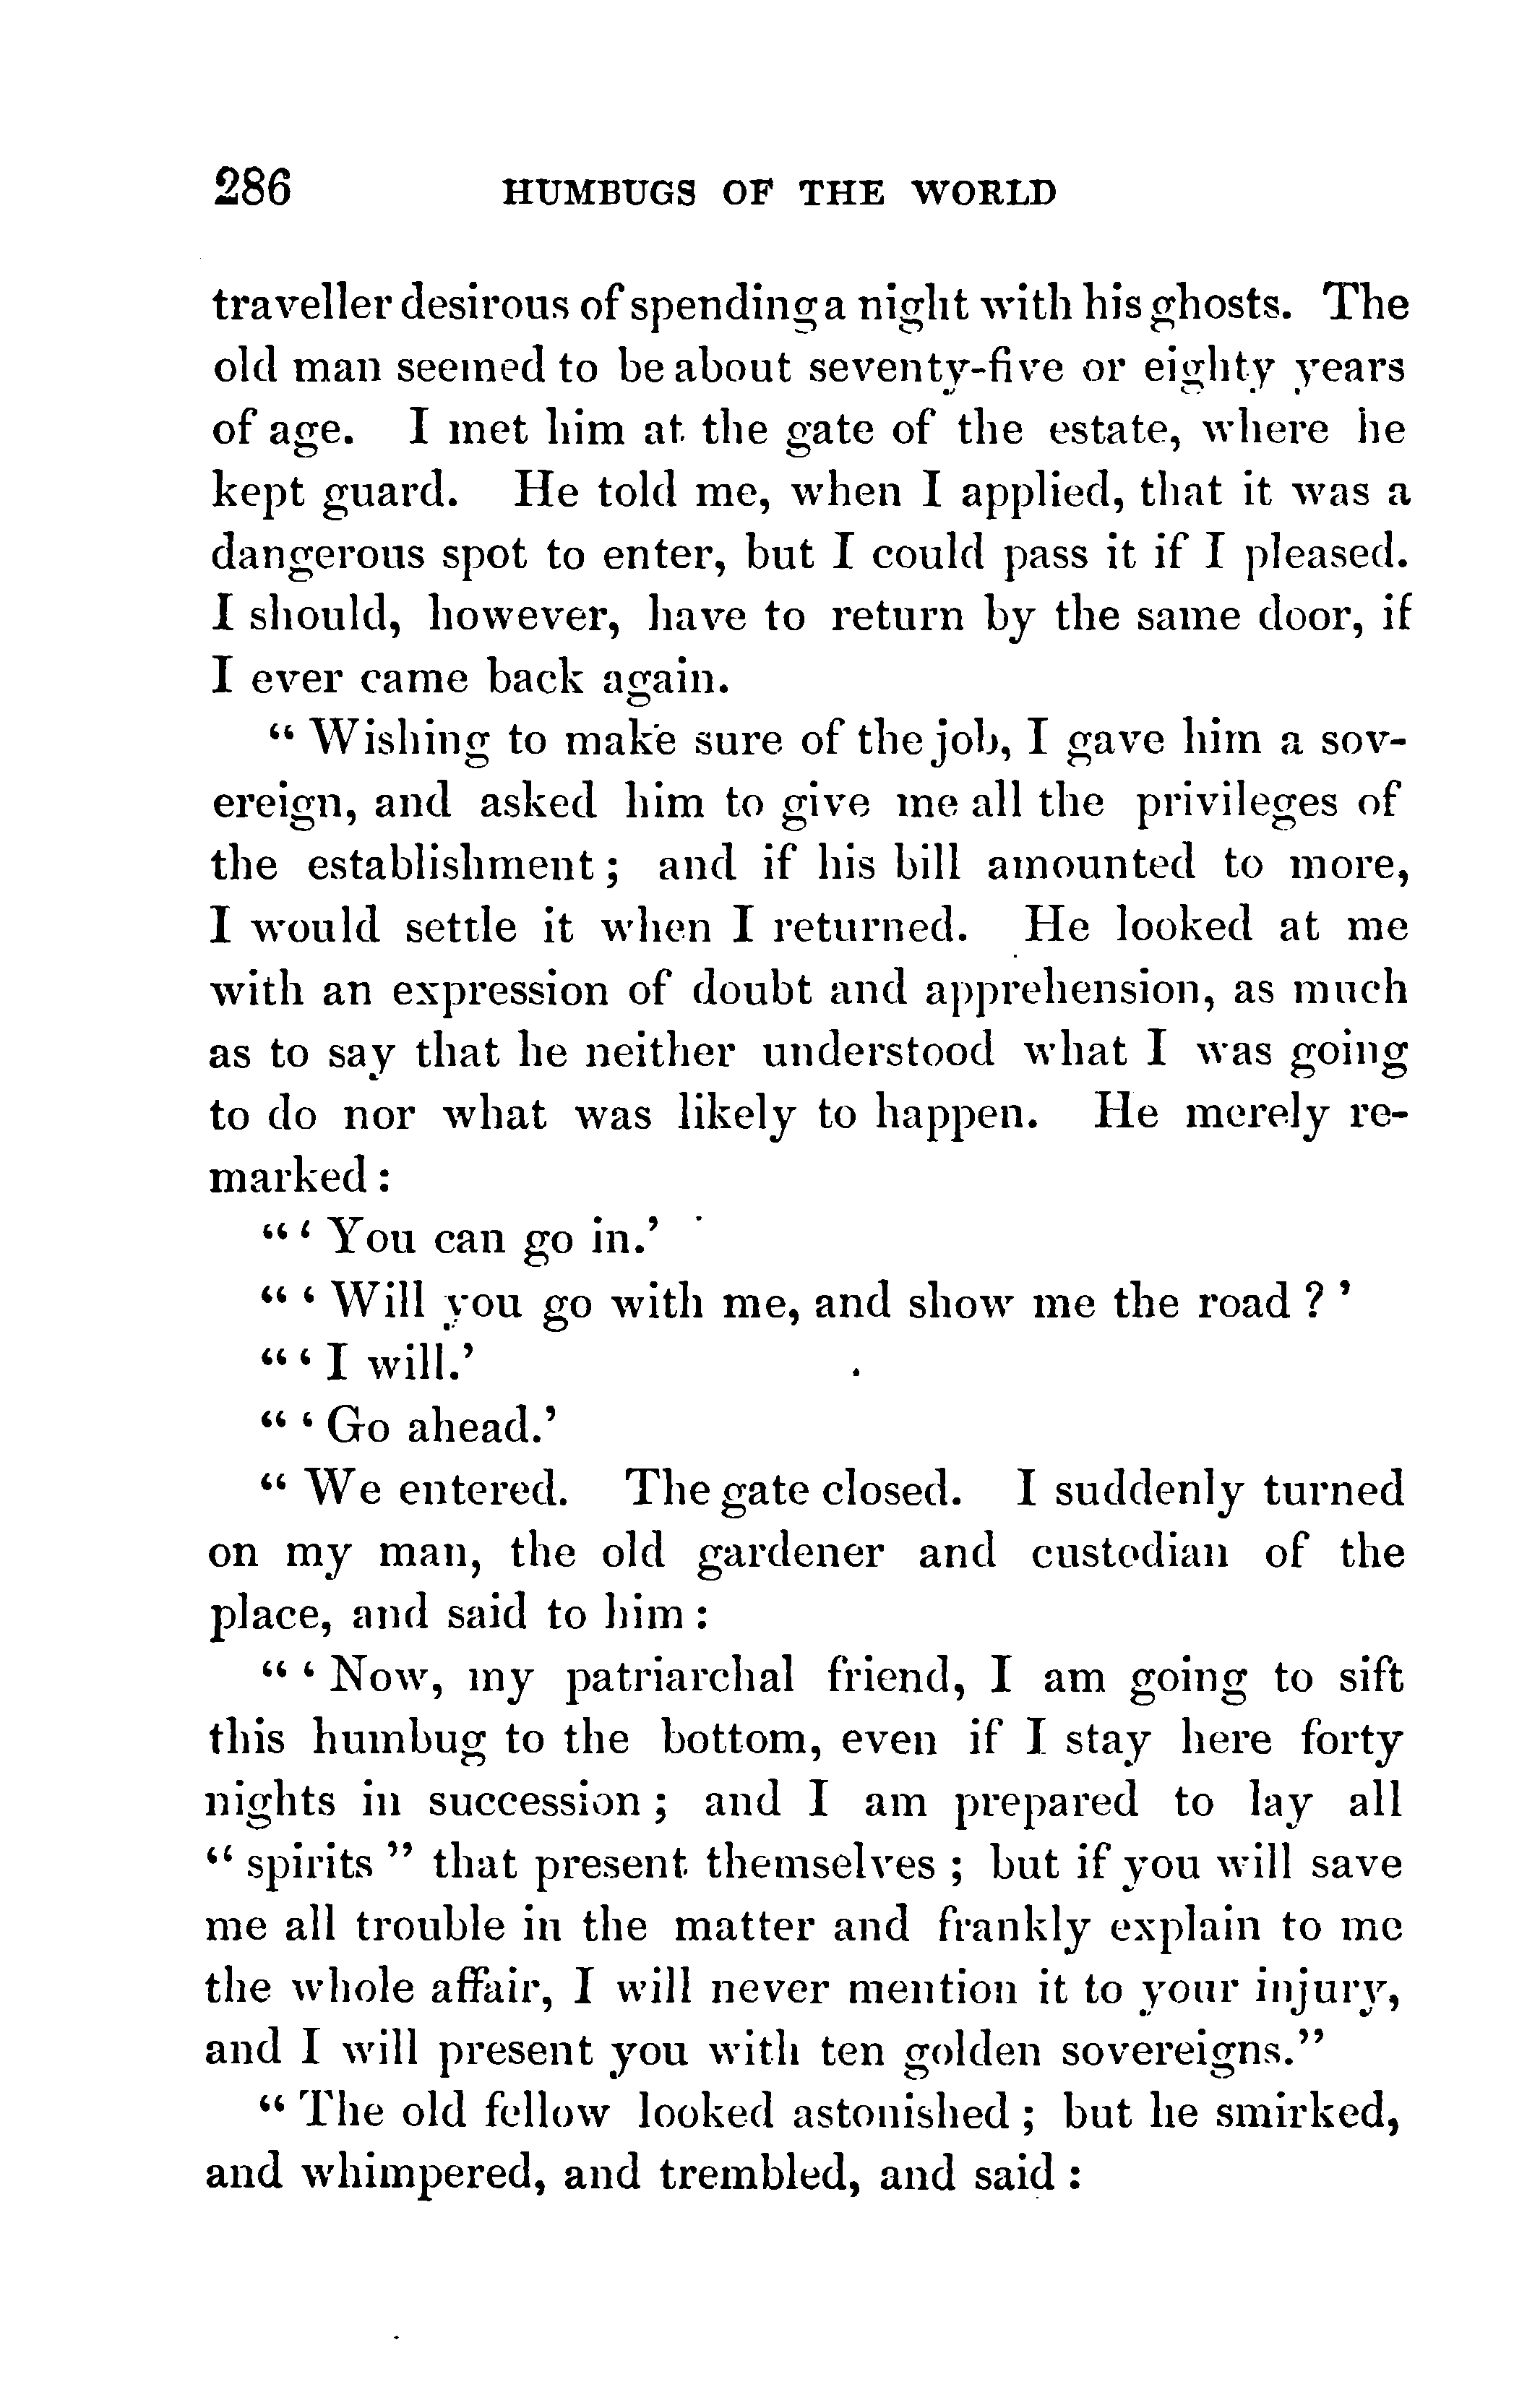 286 HUMBUGS OF THE WORLD
traveller desirous of spending a night with his ghosts. The
old man seemed to be about seventy-five or eighty years
of age. I met him at the gate of the estate, where he
kept guard. He told me, when I applied, that it was a
dangerous spot to enter, but I could pass it if I pleased.
I should, however, have to return by the same door, if
I ever came back again.
“ Wishing to make sure of the job, I gave him a sov-
ereign, and asked him to give me all the privileges of
the establishment ; and if his bill amounted to more,
I would settle it when I returned. He looked at me
with an expression of doubt and apprehension, as much
as to say that he neither understood what I was going
to do nor what was likely to happen. He merely re-
marked :
“ ‘ You can go in.’
“ ‘ Will you go with me, and show me the road ? ’
“ ‘ I will.’
“ ‘ Go ahead.’
“ We entered. The gate closed. I suddenly turned
on my man, the old gardener and custodian of the
place, and said to him :
“ ‘ Now, my patriarchal friend, I am going to sift
this humbug to the bottom, even if I stay here forty
nights in succession ; and I am prepared to lay all
“ spirits ” that present themselves ; but if you will save
me all trouble in the matter and frankly explain to me
the whole affair, I will never mention it to your injury,
and I will present you with ten golden sovereigns.”
“ The old fellow looked astonished ; but he smirked,
and whimpered, and trembled, and said :